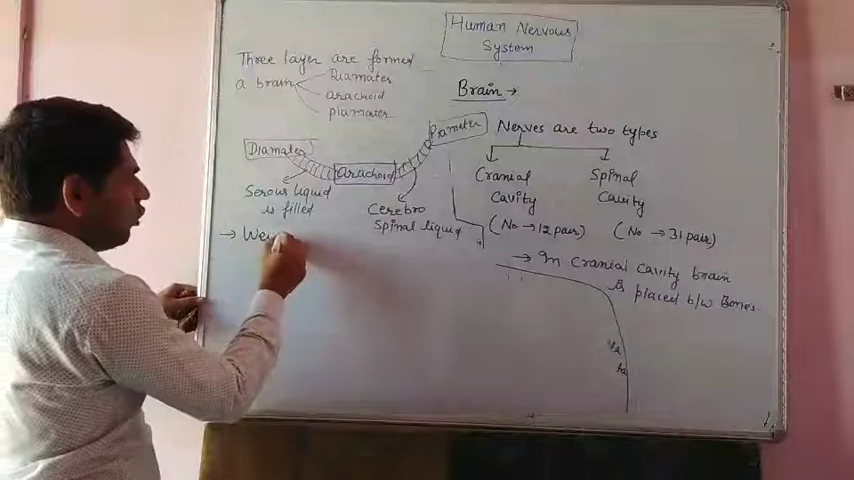 Human Nervous
System
Three layer are formed
a brain
Diamater
arachoid
piamater
Brain →
Diamater
Arachoid
Piameter
Serous liquid
is filled
Cerebro
Spinal liquid
Nerves are two types
Cranial
Cavity
(No → 12 pair)
Spinal
Cavity
(No → 31 pair)
→ In cranial cavity brain
is placed b/w Bones